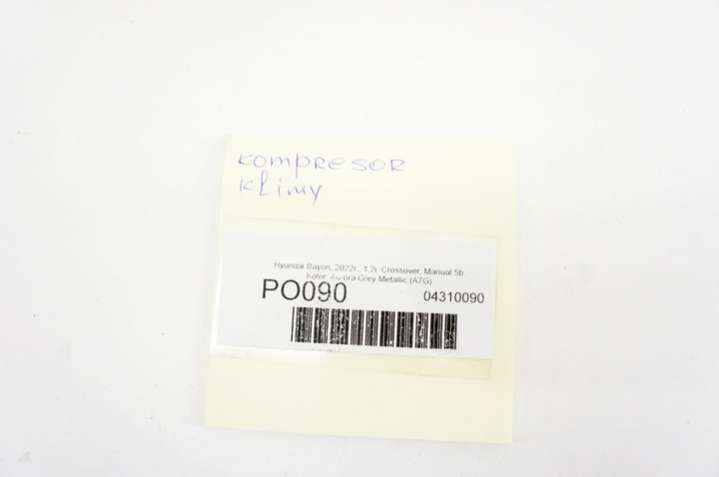 kompresor
klimy
Hyundai Bayon, 2022r., 1.2i Crossover, Manual 5b
Kolor: Aurora Grey Metallic (A7G)
PO090
04310090